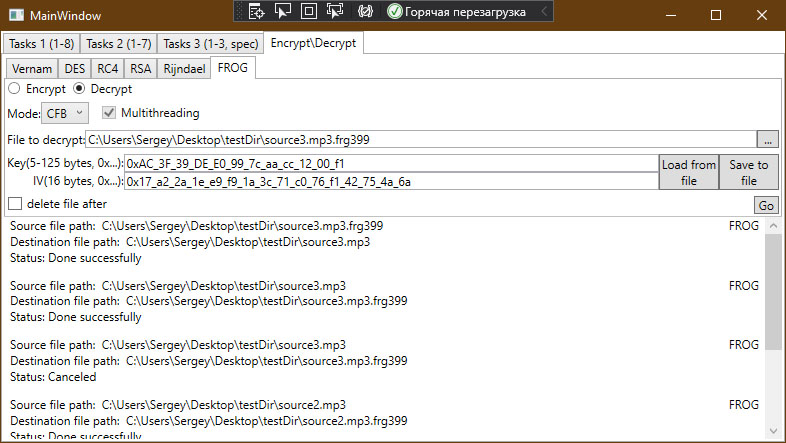 MainWindow
Горячая перезагрузка
Tasks 1 (1-8) Tasks 2 (1-7) Tasks 3 (1-3, spec) Encrypt\Decrypt
Vernam DES RC4 RSA Rijndael FROG
Encrypt Decrypt
Mode: CFB Multithreading
File to decrypt: C:\Users\Sergey\Desktop\testDir\source3.mp3.frg399 ...
Key(5-125 bytes, 0x...): 0xAC_3F_39_DE_E0_99_7c_aa_cc_12_00_f1 Load from file Save to file
IV(16 bytes, 0x...): 0x17_a2_2a_1e_e9_f9_1a_3c_71_c0_76_f1_42_75_4a_6a
delete file after Go
Source file path: C:\Users\Sergey\Desktop\testDir\source3.mp3.frg399 FROG
Destination file path: C:\Users\Sergey\Desktop\testDir\source3.mp3
Status: Done successfully
Source file path: C:\Users\Sergey\Desktop\testDir\source3.mp3 FROG
Destination file path: C:\Users\Sergey\Desktop\testDir\source3.mp3.frg399
Status: Done successfully
Source file path: C:\Users\Sergey\Desktop\testDir\source3.mp3 FROG
Destination file path: C:\Users\Sergey\Desktop\testDir\source3.mp3.frg399
Status: Canceled
Source file path: C:\Users\Sergey\Desktop\testDir\source2.mp3 FROG
Destination file path: C:\Users\Sergey\Desktop\testDir\source2.mp3.frg399
Status: Done successfully